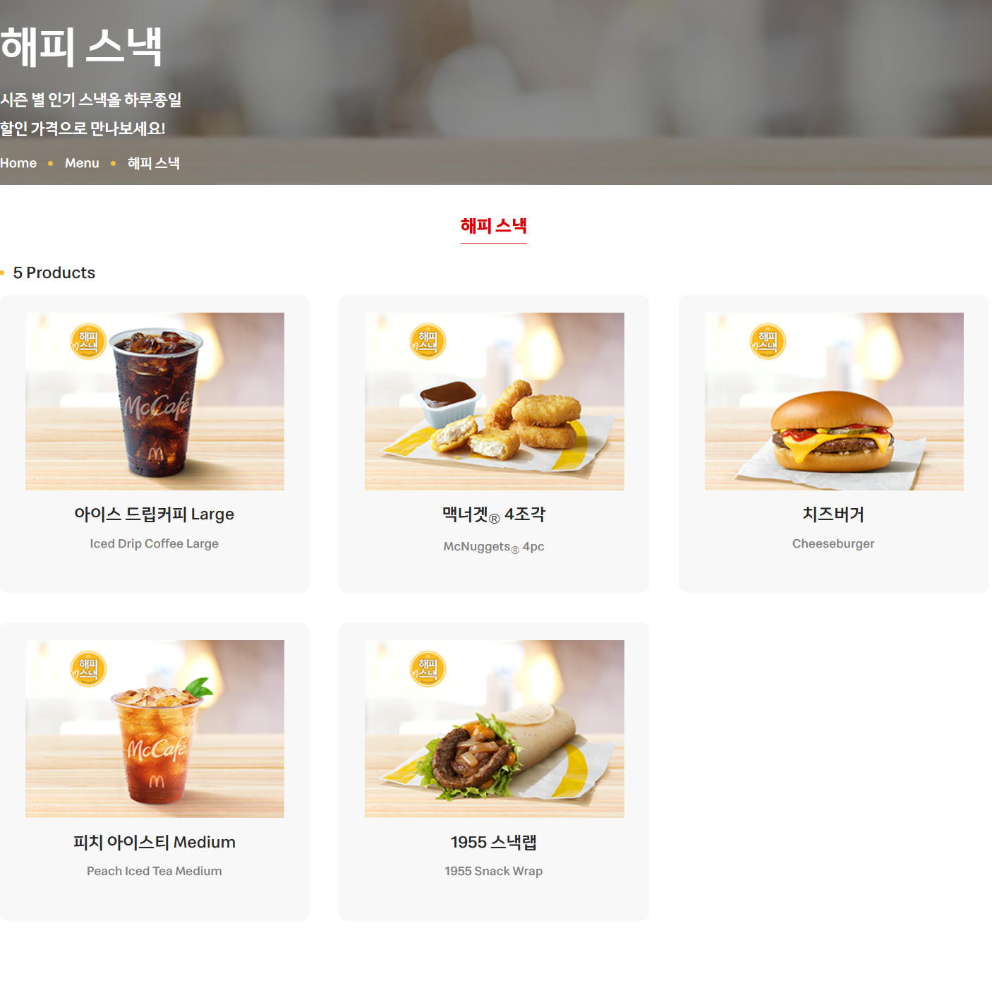 해피 스낵
시즌 별 인기 스낵을 하루종일
할인 가격으로 만나보세요!
Home • Menu • 해피 스낵
해피 스낵
5 Products
해피
스낵
McCafé
해피
스낵
해피
스낵
아이스 드립커피 Large
맥너겟® 4조각
치즈버거
Iced Drip Coffee Large
McNuggets® 4pc
Cheeseburger
해피
스낵
McCafé
해피
스낵
피치 아이스티 Medium
1955 스낵랩
Peach Iced Tea Medium
1955 Snack Wrap